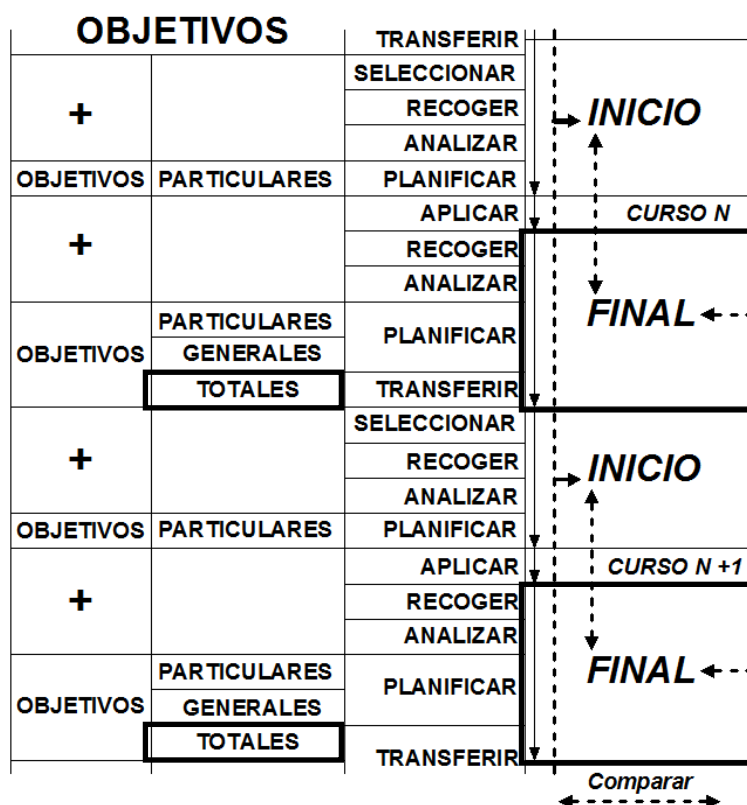 OBJETIVOS
TRANSFERIR
SELECCIONAR
+
RECOGER
INICIO
ANALIZAR
OBJETIVOS PARTICULARES PLANIFICAR
APLICAR
CURSO N
+
RECOGER
ANALIZAR
PARTICULARES
FINAL
PLANIFICAR
OBJETIVOS
GENERALES
TOTALES
TRANSFERIR
SELECCIONAR
+
RECOGER
INICIO
ANALIZAR
OBJETIVOS PARTICULARES PLANIFICAR
APLICAR
CURSO N +1
+
RECOGER
ANALIZAR
PARTICULARES
FINAL
PLANIFICAR
OBJETIVOS
GENERALES
TOTALES
TRANSFERIR
Comparar